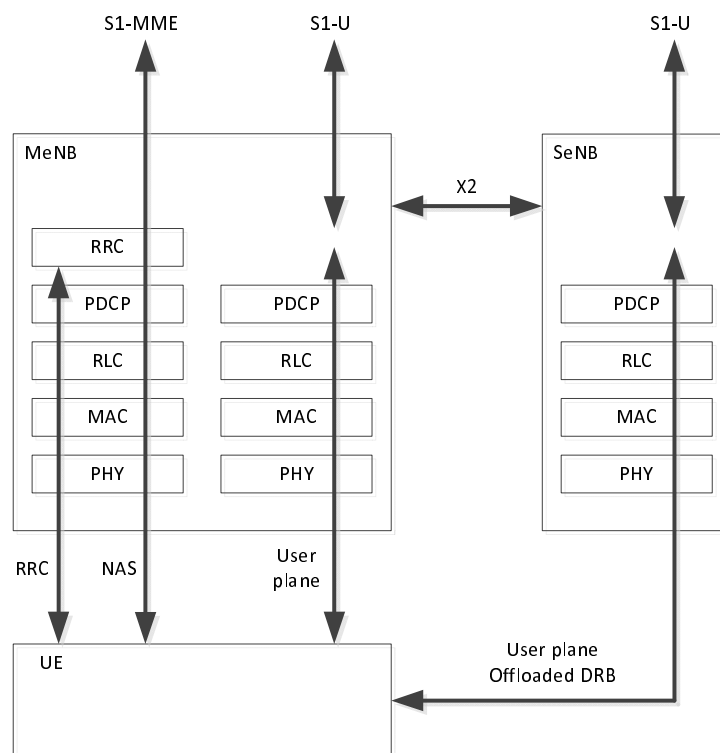 S1-MME
S1-U
S1-U
MeNB
SeNB
X2
RRC
PDCP
PDCP
PDCP
RLC
RLC
RLC
MAC
MAC
MAC
PHY
PHY
PHY
RRC
NAS
User
plane
UE
User plane
Offloaded DRB